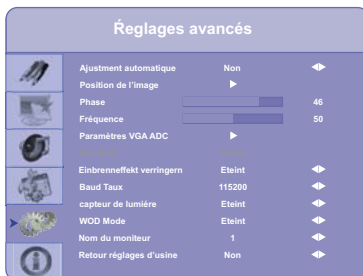 Réglages avancés
Ajustment automatique Non
Position de l'image
Phase 46
Fréquence 50
Paramètres VGA ADC
Einbrenneffekt verringern Eteint
Baud Taux 115200
capteur de lumiére Eteint
WOD Mode Eteint
Nom du moniteur 1
Retour réglages d'usine Non